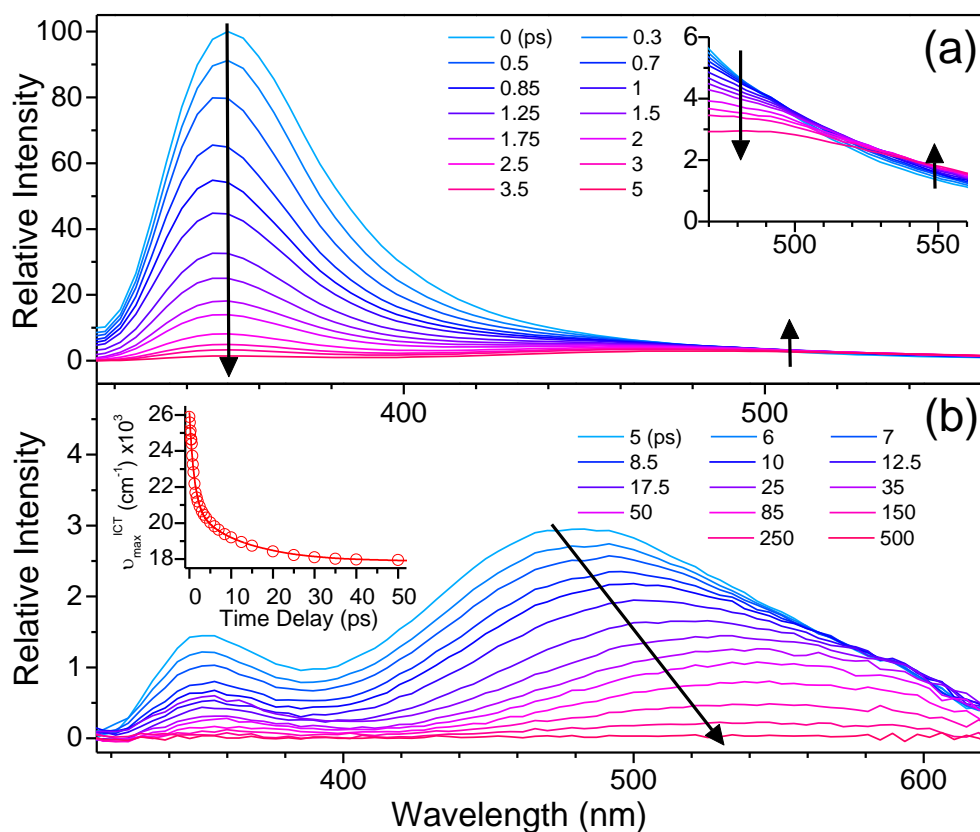 (a)
Relative Intensity
100
80
60
40
20
0
0 (ps) 0.3
0.5 0.7
0.85 1
1.25 1.5
1.75 2
2.5 3
3.5 5
6
4
2
0
500 550
400 500
(b)
Relative Intensity
4
3
2
1
0
υmax ICT (cm-1) x10³
26
24
22
20
18
16
0 10 20 30 40 50
Time Delay (ps)
5 (ps) 6 7
8.5 10 12.5
17.5 25 35
50 85 150
250 500
400 500 600
Wavelength (nm)